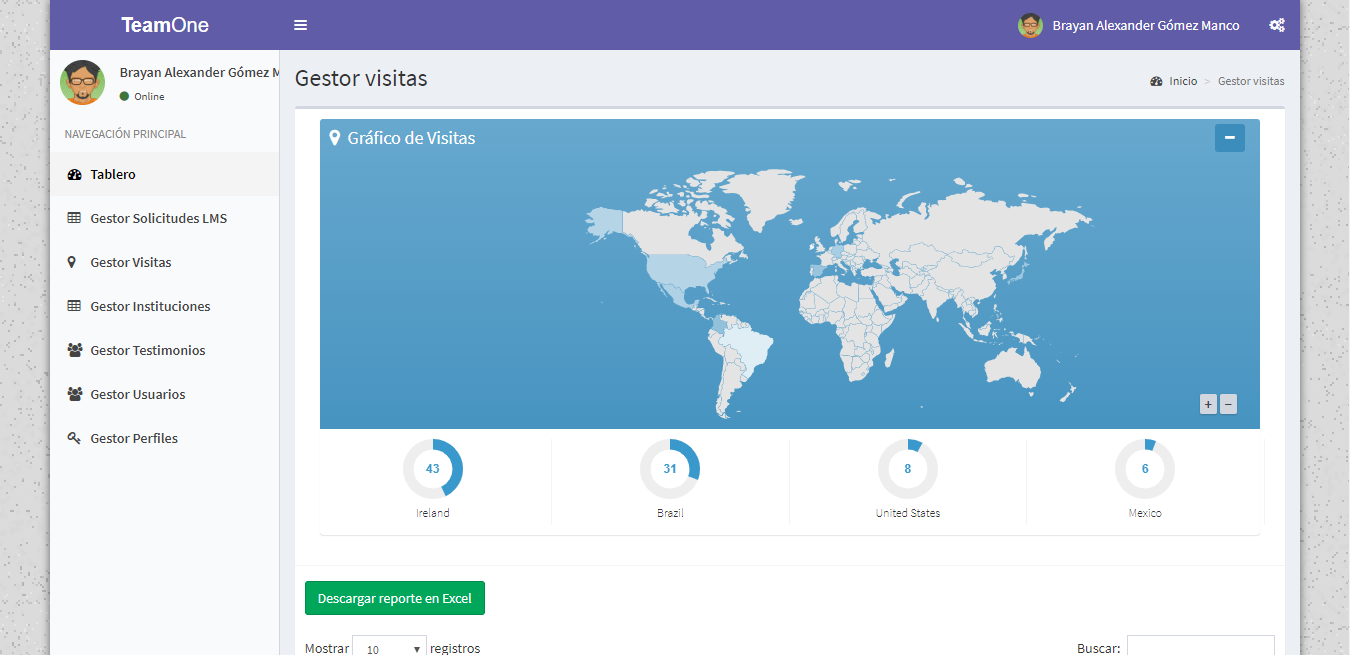 TeamOne
Brayan Alexander Gómez Manco
Brayan Alexander Gómez M
Online
NAVEGACIÓN PRINCIPAL
Tablero
Gestor Solicitudes LMS
Gestor Visitas
Gestor Instituciones
Gestor Testimonios
Gestor Usuarios
Gestor Perfiles
Gestor visitas
Inicio > Gestor visitas
Gráfico de Visitas
+ −
43 31 8 6
Ireland Brazil United States Mexico
Descargar reporte en Excel
Mostrar 10 registros
Buscar: